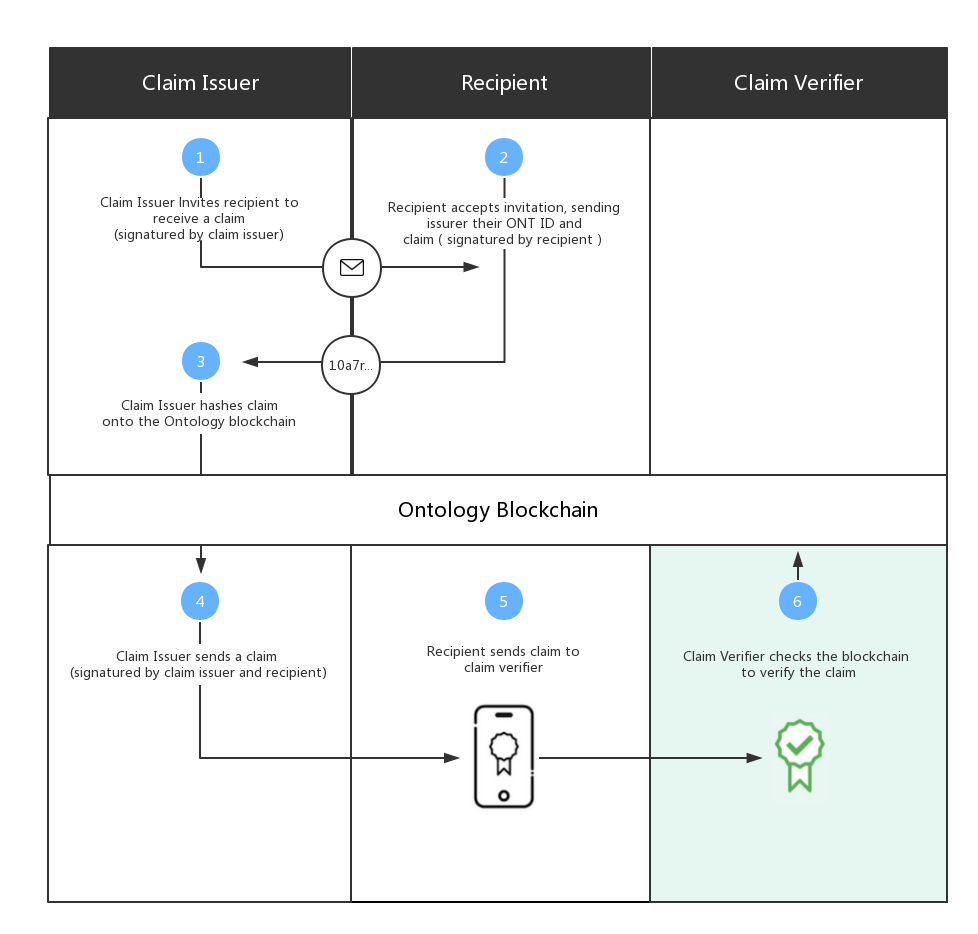 Claim Issuer
Recipient
Claim Verifier
1
Claim Issuer Invites recipient to
receive a claim
(signatured by claim issuer)
2
Recipient accepts invitation, sending
issurer their ONT ID and
claim ( signatured by recipient )
10a7r...
3
Claim Issuer hashes claim
onto the Ontology blockchain
Ontology Blockchain
4
Claim Issuer sends a claim
(signatured by claim issuer and recipient)
5
Recipient sends claim to
claim verifier
6
Claim Verifier checks the blockchain
to verify the claim